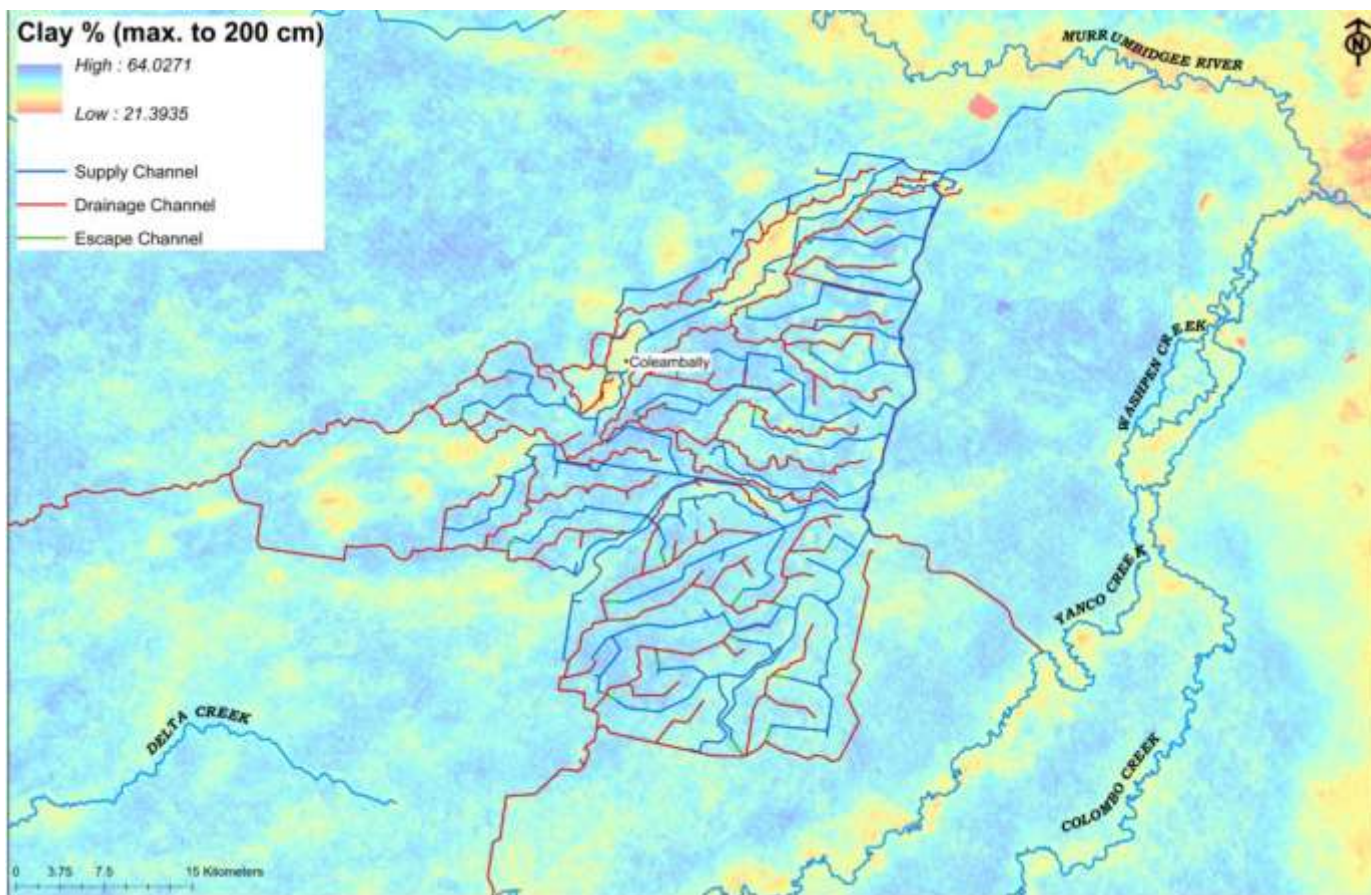 Clay % (max. to 200 cm)
High : 64.0271
Low : 21.3935
Supply Channel
Drainage Channel
Escape Channel
MURRUMBIDGEE RIVER
N
Coleambally
WASHPEN CREEK
YANCO CREEK
DELTA CREEK
COLOMBO CREEK
0 3.75 7.5 15 Kilometers